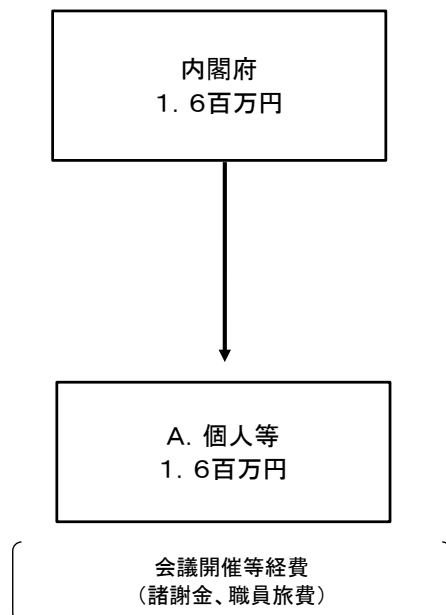 内閣府
１．６百万円
A．個人等
１．６百万円
会議開催等経費
（諸謝金、職員旅費）